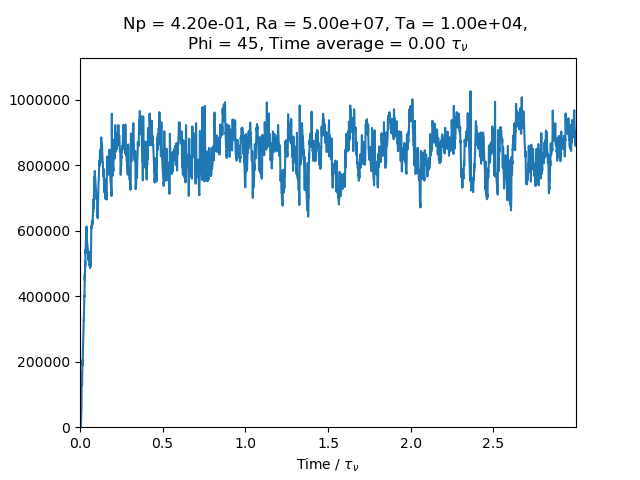 Np = 4.20e-01, Ra = 5.00e+07, Ta = 1.00e+04,
Phi = 45, Time average = 0.00 τ_ν
1000000
800000
600000
400000
200000
0
0.0 0.5 1.0 1.5 2.0 2.5
Time / τ_ν